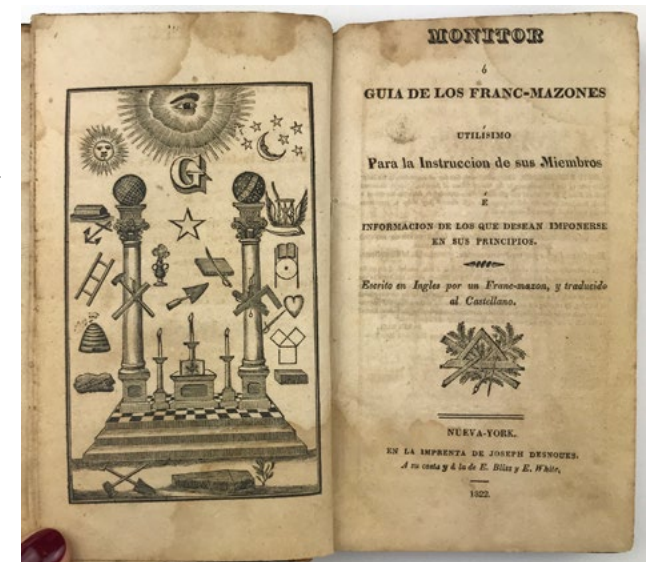 G
MONITOR
ó
GUIA DE LOS FRANC-MAZONES
UTILÍSIMO
Para la Instruccion de sus Miembros
É
INFORMACION DE LOS QUE DESEAN IMPONERSE
EN SUS PRINCIPIOS.
Escrito en Ingles por un Franc-mazon, y traducido
al Castellano.
NUEVA-YORK.
EN LA IMPRENTA DE JOSEPH DESNOUES.
A su costa y á la de E. Bliss y E. White,
1822.